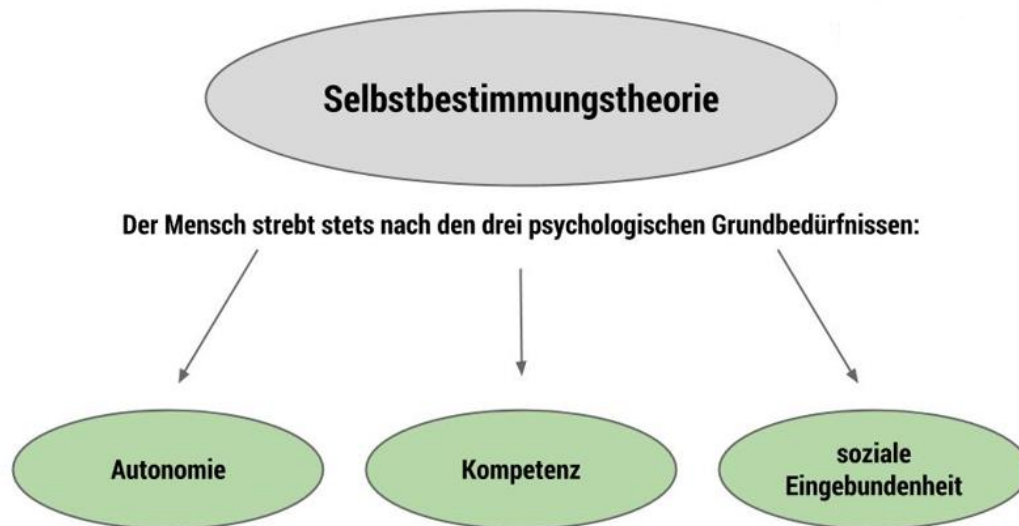 Selbstbestimmungstheorie
Der Mensch strebt stets nach den drei psychologischen Grundbedürfnissen:
Autonomie
Kompetenz
soziale
Eingebundenheit